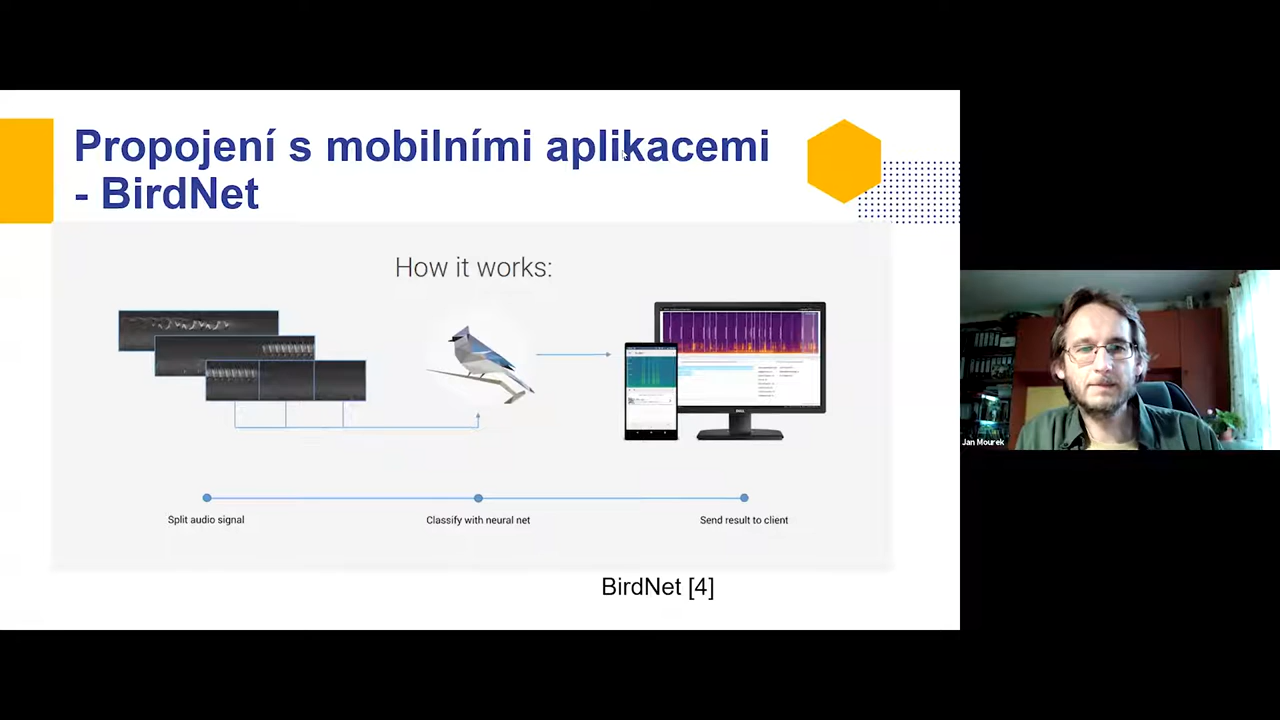 Propojení s mobilními aplikacemi
- BirdNet
How it works:
DELL
Split audio signal
Classify with neural net
Send result to client
BirdNet [4]
Jan Mourek